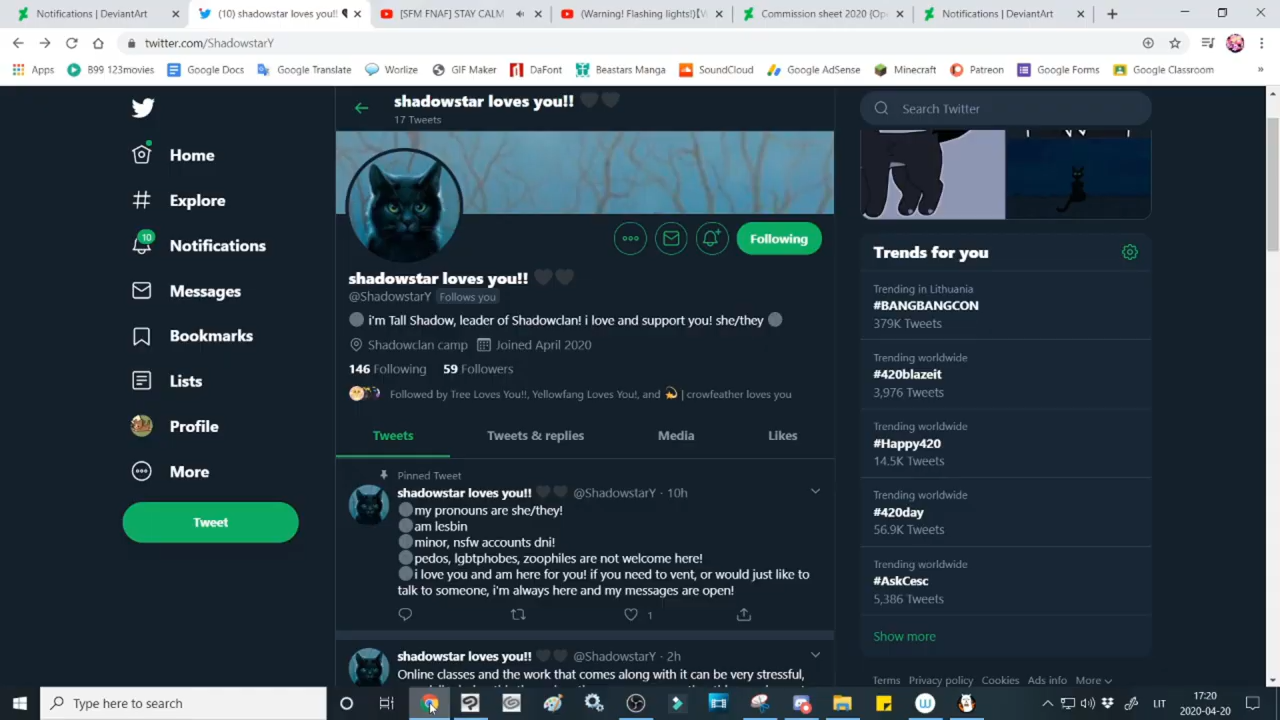 Notifications | DeviantArt
(10) shadowstar loves you!!
[SFM FNAF] STAY CALM
(Warning! Flashing lights!)
Commission sheet 2020 (Op
Notifications | DeviantArt
twitter.com/ShadowstarY
Apps
B99 123movies
Google Docs
Google Translate
Worlize
GIF Maker
DaFont
Beastars Manga
SoundCloud
Google AdSense
Minecraft
Patreon
Google Forms
Google Classroom
Home
Explore
10
Notifications
Messages
Bookmarks
Lists
Profile
More
Tweet
shadowstar loves you!!
17 Tweets
Following
shadowstar loves you!!
@ShadowstarY Follows you
i'm Tall Shadow, leader of Shadowclan! i love and support you! she/they
Shadowclan camp Joined April 2020
146 Following 59 Followers
Followed by Tree Loves You!!, Yellowfang Loves You!, and | crowfeather loves you
Tweets
Tweets & replies
Media
Likes
Pinned Tweet
shadowstar loves you!! @ShadowstarY · 10h
my pronouns are she/they!
am lesbin
minor, nsfw accounts dni!
pedos, lgbtphobes, zoophiles are not welcome here!
i love you and am here for you! if you need to vent, or would just like to
talk to someone, i'm always here and my messages are open!
1
shadowstar loves you!! @ShadowstarY · 2h
Online classes and the work that comes along with it can be very stressful,
Search Twitter
Trends for you
Trending in Lithuania
#BANGBANGCON
379K Tweets
Trending worldwide
#420blazeit
3,976 Tweets
Trending worldwide
#Happy420
14.5K Tweets
Trending worldwide
#420day
56.9K Tweets
Trending worldwide
#AskCesc
5,386 Tweets
Show more
Terms Privacy policy Cookies Ads info More
Type here to search
LIT
17:20
2020-04-20